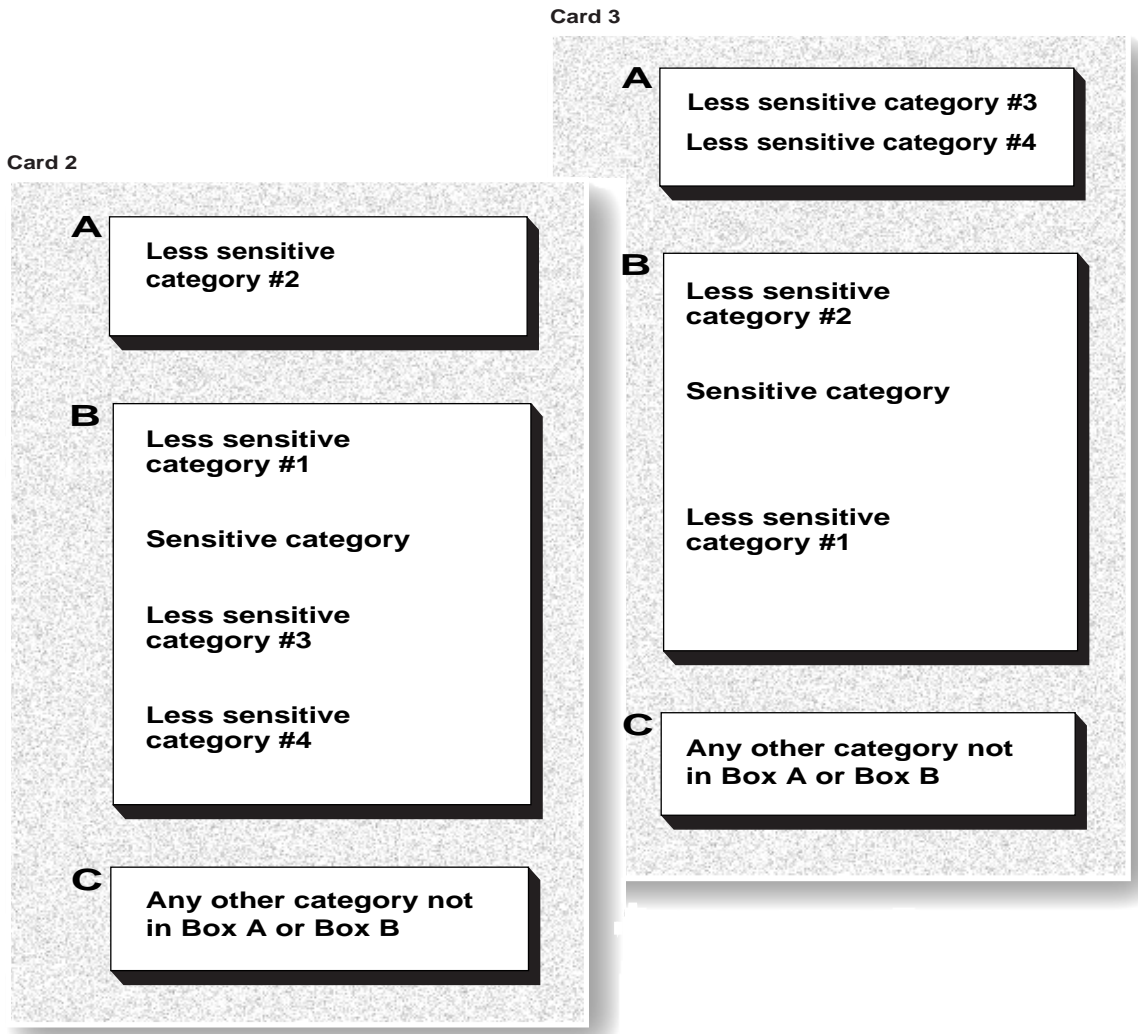 Card 2
A
Less sensitive
category #2
B
Less sensitive
category #1
Sensitive category
Less sensitive
category #3
Less sensitive
category #4
C
Any other category not
in Box A or Box B
Card 3
A
Less sensitive category #3
Less sensitive category #4
B
Less sensitive
category #2
Sensitive category
Less sensitive
category #1
C
Any other category not
in Box A or Box B